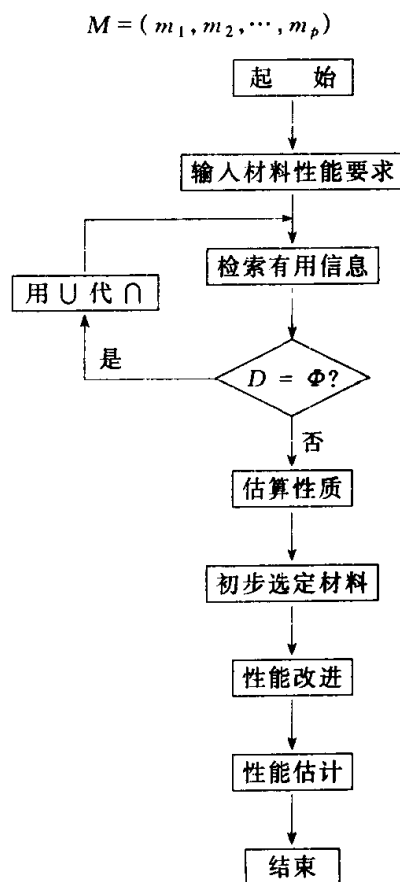 M = ( m₁, m₂, ⋯, m_p )
起 始
输入材料性能要求
检索有用信息
用 ∪ 代 ∩
是
D = Φ?
否
估算性质
初步选定材料
性能改进
性能估计
结束